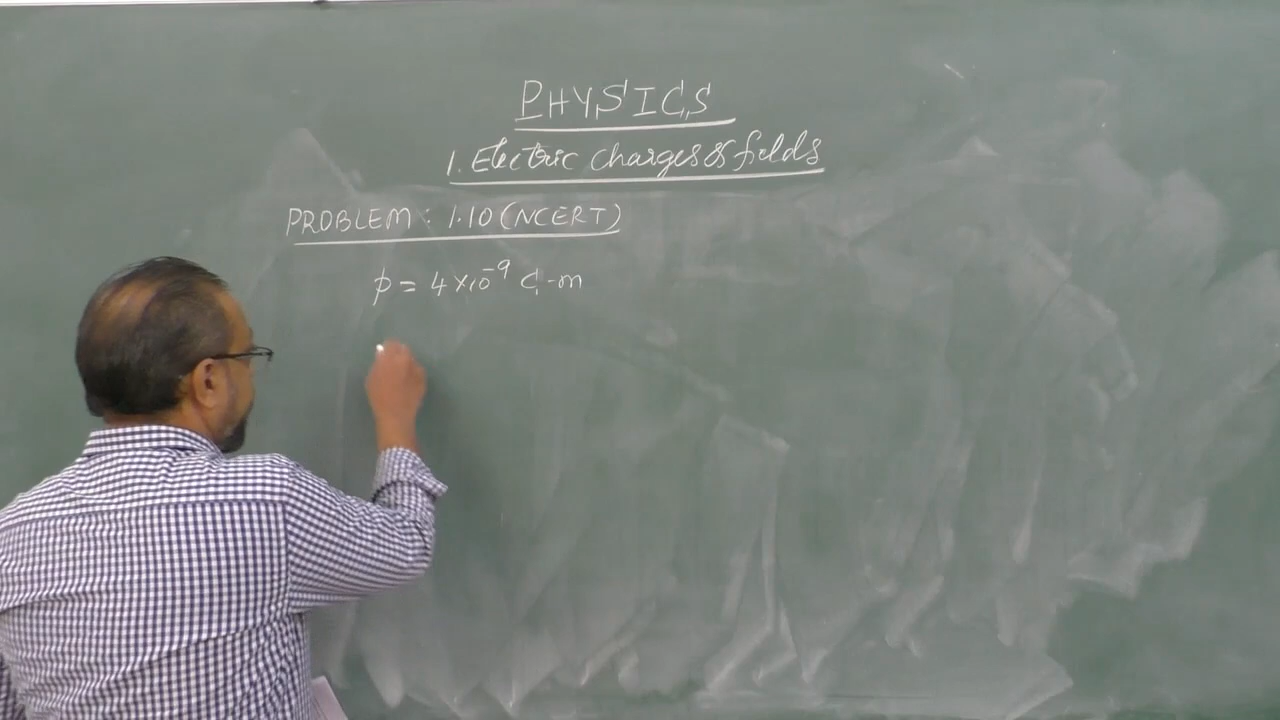 PHYSICS
1. Electric charges & fields
PROBLEM : 1.10 (NCERT)
p = 4×10⁻⁹ C-m